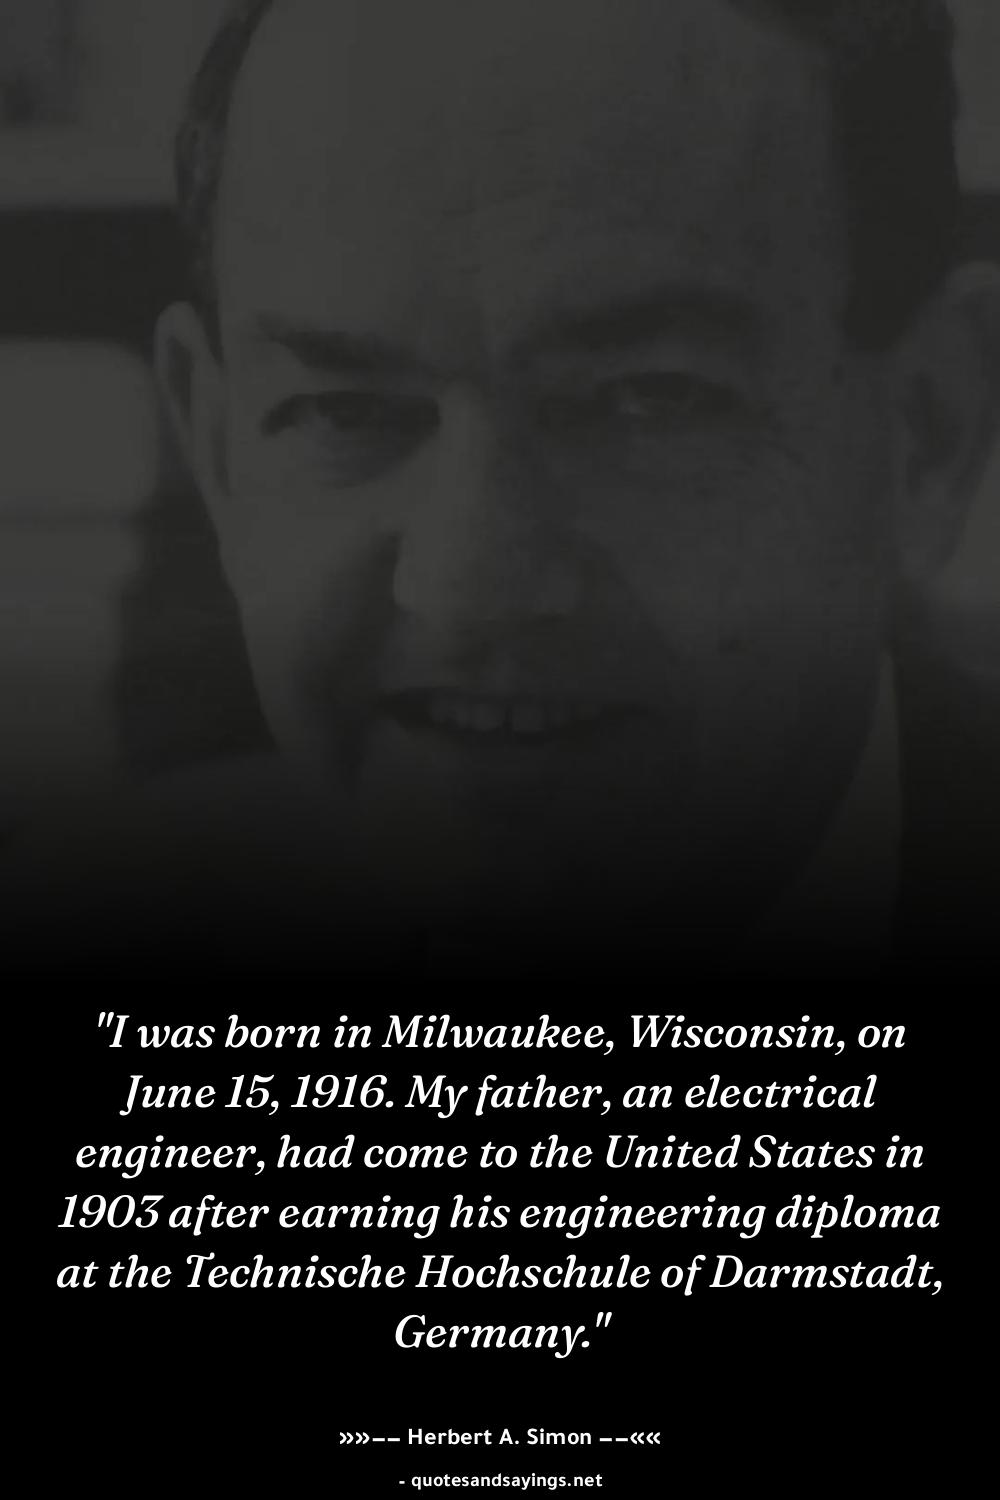 "I was born in Milwaukee, Wisconsin, on
June 15, 1916. My father, an electrical
engineer, had come to the United States in
1903 after earning his engineering diploma
at the Technische Hochschule of Darmstadt,
Germany."
»»−− Herbert A. Simon −−««
- quotesandsayings.net